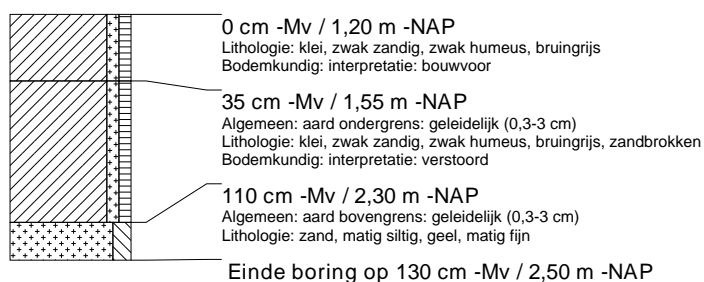 0 cm -Mv / 1,20 m -NAP
Lithologie: klei, zwak zandig, zwak humeus, bruingrijs
Bodemkundig: interpretatie: bouwvoor
35 cm -Mv / 1,55 m -NAP
Algemeen: aard ondergrens: geleidelijk (0,3-3 cm)
Lithologie: klei, zwak zandig, zwak humeus, bruingrijs, zandbrokken
Bodemkundig: interpretatie: verstoord
110 cm -Mv / 2,30 m -NAP
Algemeen: aard bovengrens: geleidelijk (0,3-3 cm)
Lithologie: zand, matig siltig, geel, matig fijn
Einde boring op 130 cm -Mv / 2,50 m -NAP